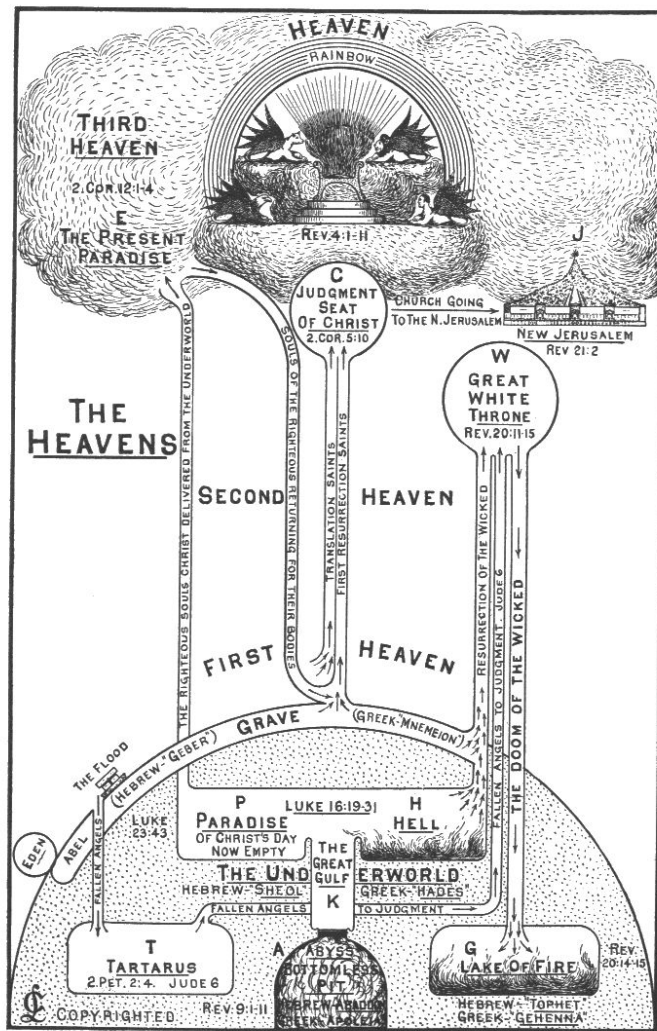 HEAVEN
RAINBOW
THIRD
HEAVEN
2.COR.12:1-4
E
THE PRESENT
PARADISE
REV.4:1-11
C
JUDGMENT
SEAT
OF CHRIST
2.COR.5:10
CHURCH GOING
TO THE N.JERUSALEM
J
NEW JERUSALEM
REV 21:2
W
GREAT
WHITE
THRONE
REV.20:11-15
THE
HEAVENS
SECOND HEAVEN
FIRST HEAVEN
THE RIGHTEOUS SOULS CHRIST DELIVERED FROM THE UNDERWORLD
SOULS OF THE RIGHTEOUS RETURNING FOR THEIR BODIES
TRANSLATION SAINTS
FIRST RESURRECTION SAINTS
RESURRECTION OF THE WICKED
FALLEN ANGELS TO JUDGMENT. JUDE 6
THE DOOM OF THE WICKED
EDEN
ABEL
THE FLOOD
(HEBREW-"GEBER")
GRAVE
(GREEK-"MNEMEION")
FALLEN ANGELS
LUKE
23:43
P
PARADISE
OF CHRIST'S DAY
NOW EMPTY
LUKE 16:19-31
H
HELL
THE
GREAT
GULF
K
THE UNDERWORLD
HEBREW-"SHEOL" GREEK-"HADES"
FALLEN ANGELS TO JUDGMENT
T
TARTARUS
2.PET. 2:4. JUDE 6
A ABYSS
BOTTOMLESS
PIT
HEBREW-ABADDON
GREEK-APOLEIA
REV.9:1-11
G
LAKE OF FIRE
REV.
20:14-15
HEBREW-"TOPHET"
GREEK-"GEHENNA"
COPYRIGHTED